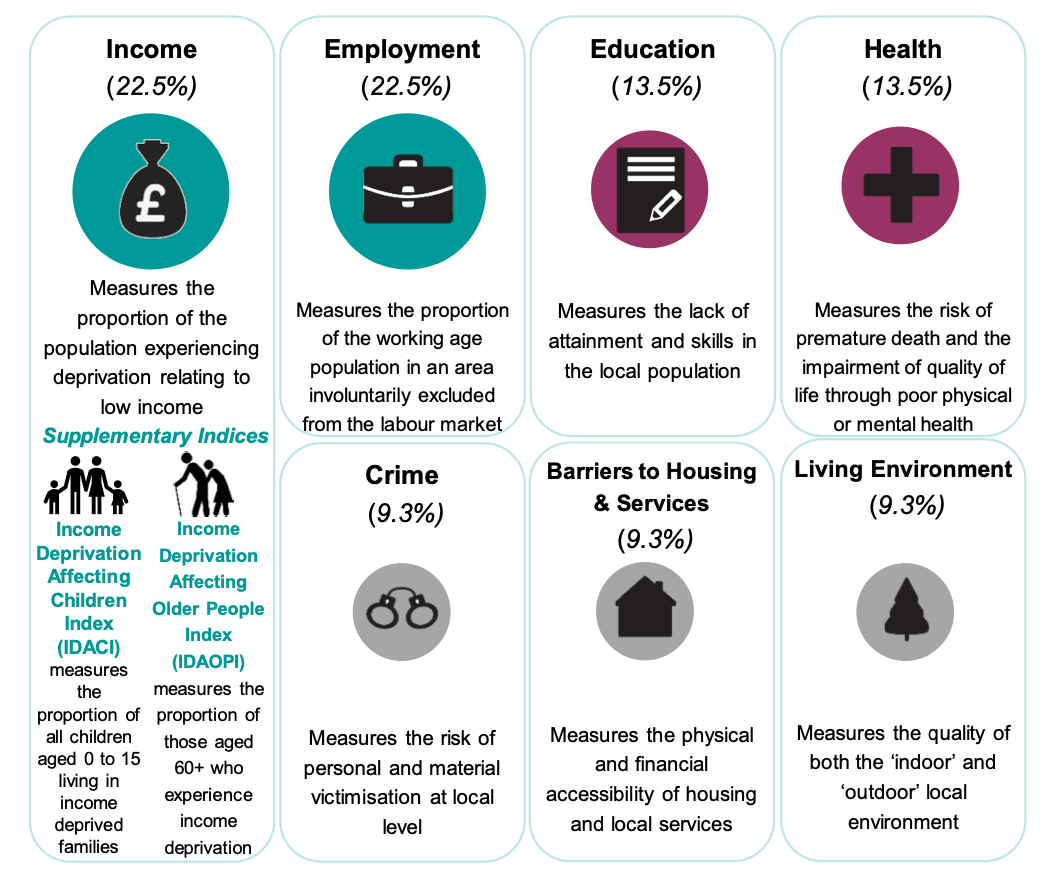 Income
(22.5%)
£
Measures the
proportion of the
population experiencing
deprivation relating to
low income
Supplementary Indices
Income
Deprivation
Affecting
Children
Index
(IDACI)
measures
the
proportion of
all children
aged 0 to 15
living in
income
deprived
families
Income
Deprivation
Affecting
Older People
Index
(IDAOPI)
measures the
proportion of
those aged
60+ who
experience
income
deprivation
Employment
(22.5%)
Measures the proportion
of the working age
population in an area
involuntarily excluded
from the labour market
Education
(13.5%)
Measures the lack of
attainment and skills in
the local population
Health
(13.5%)
Measures the risk of
premature death and the
impairment of quality of
life through poor physical
or mental health
Crime
(9.3%)
Measures the risk of
personal and material
victimisation at local
level
Barriers to Housing
& Services
(9.3%)
Measures the physical
and financial
accessibility of housing
and local services
Living Environment
(9.3%)
Measures the quality of
both the ‘indoor’ and
‘outdoor’ local
environment